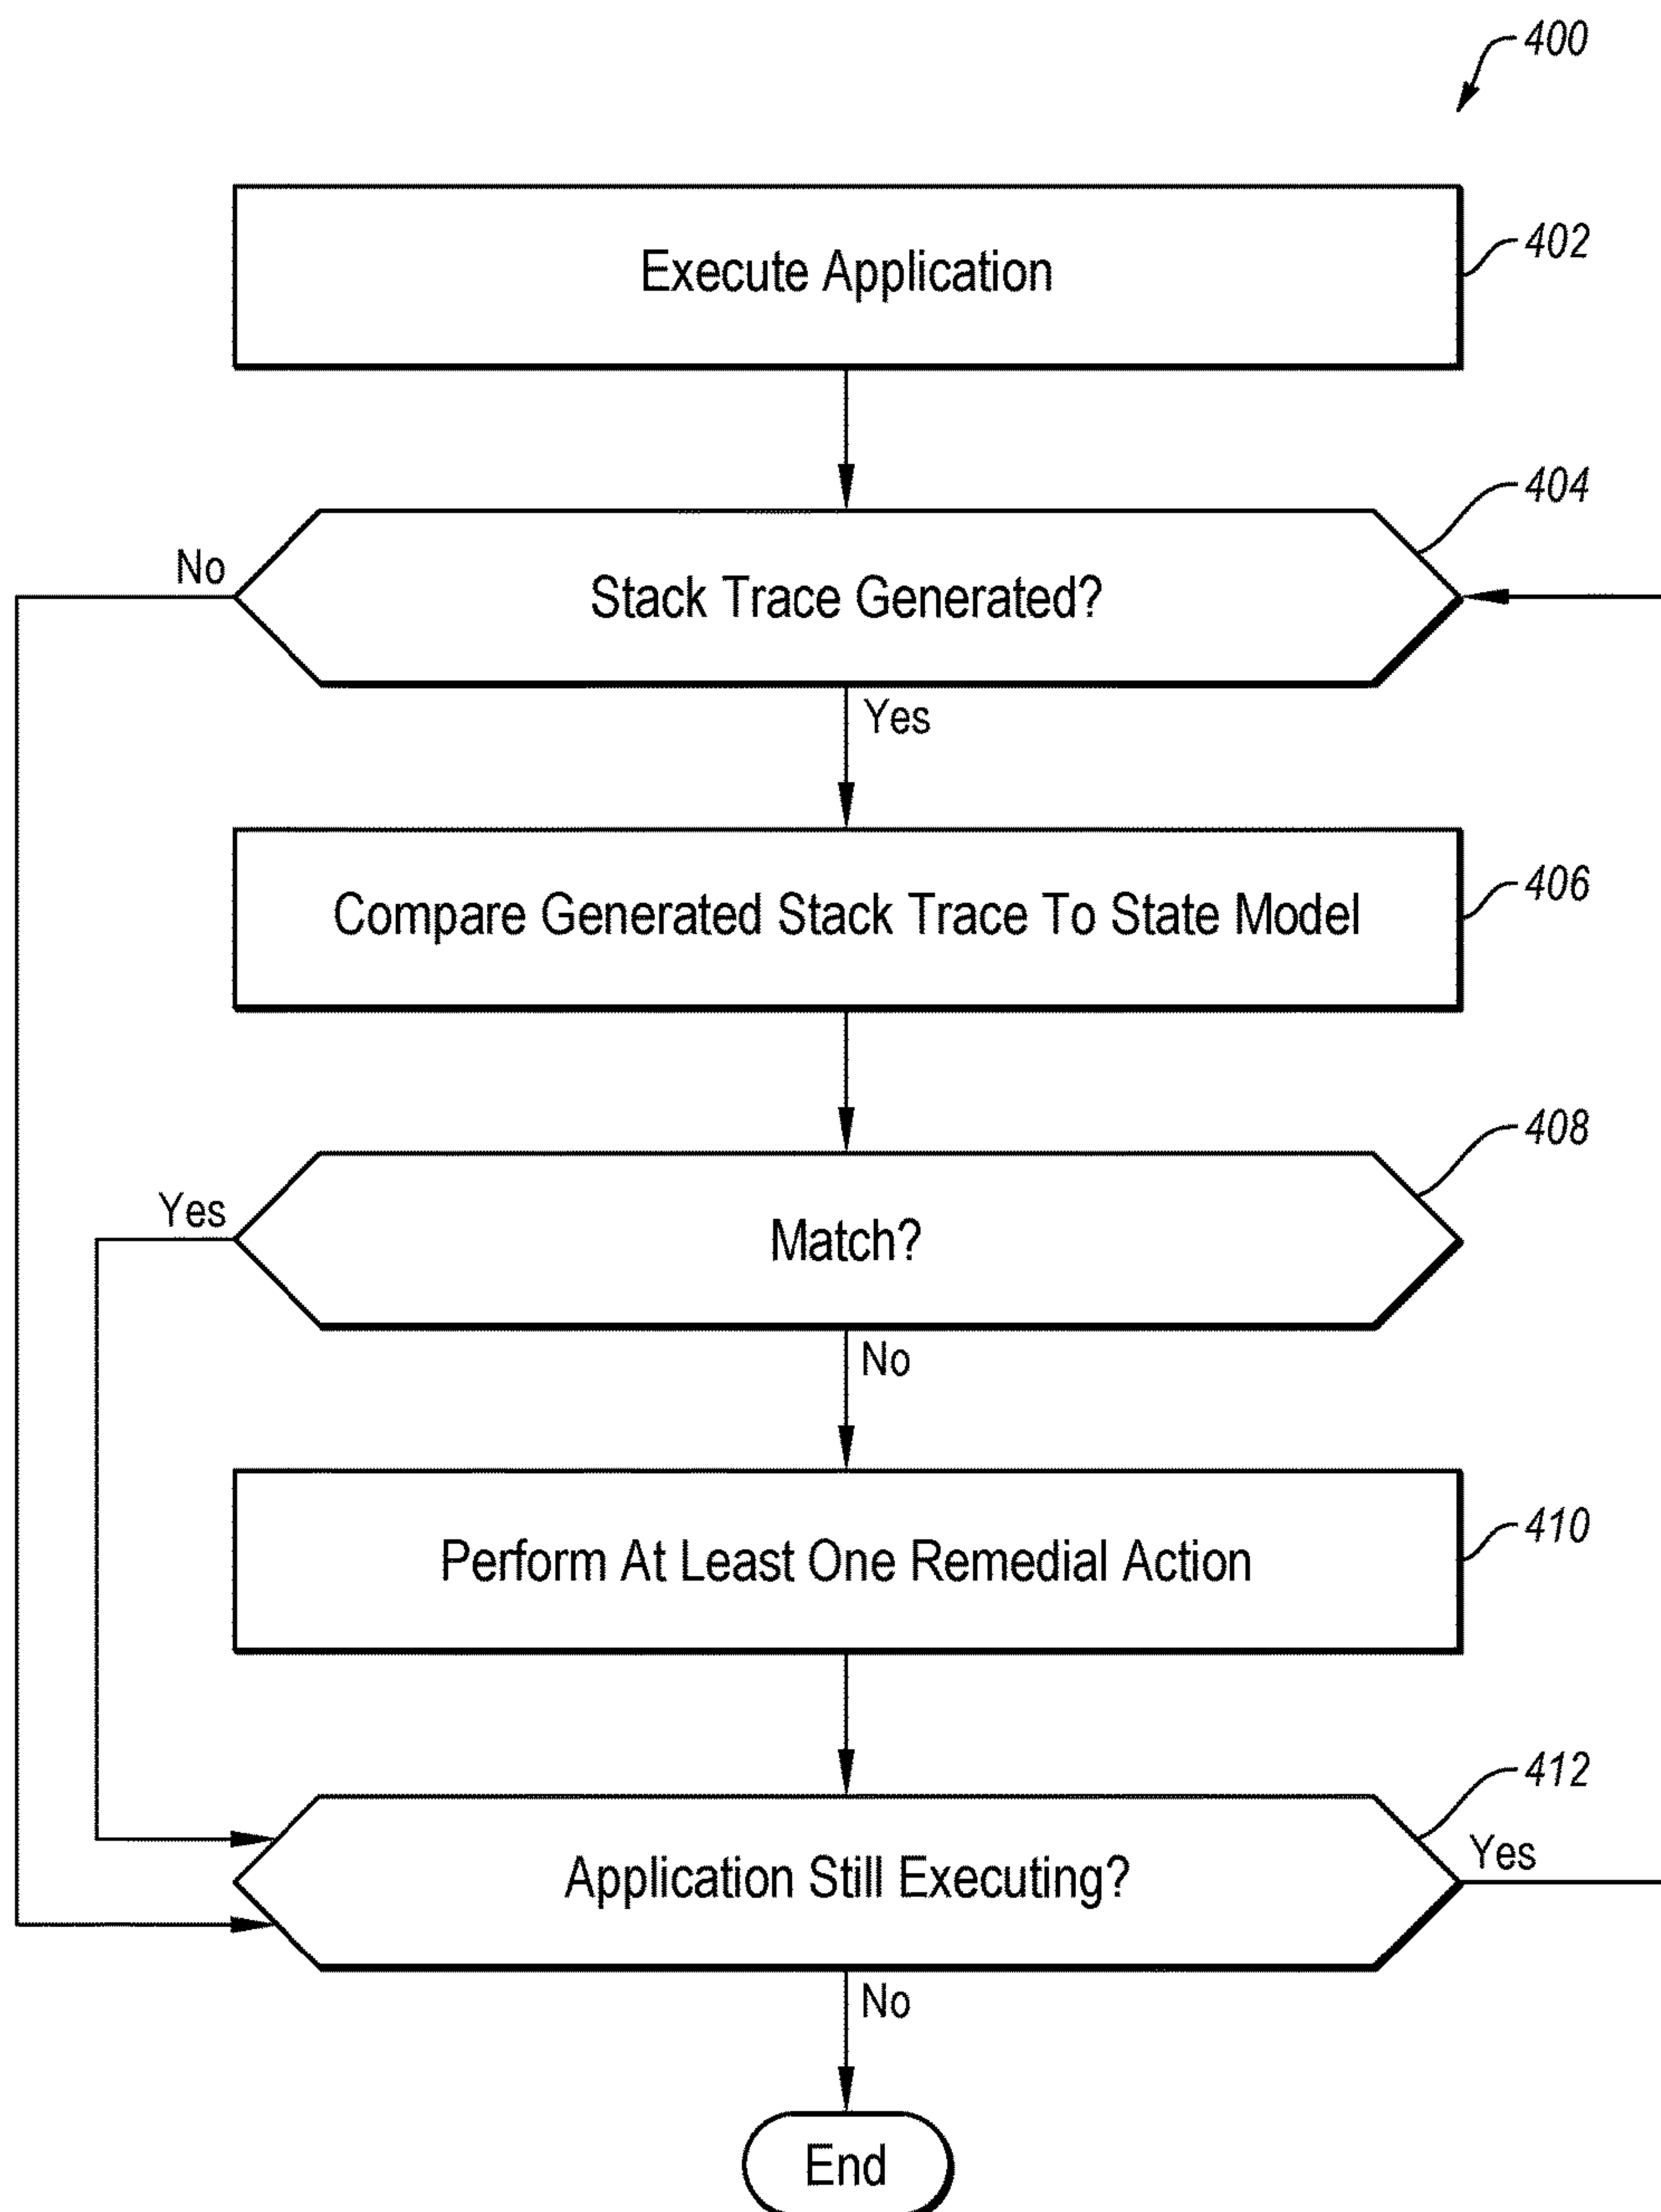 400
Execute Application
402
404
No
Stack Trace Generated?
Yes
Compare Generated Stack Trace To State Model
406
408
Yes
Match?
No
Perform At Least One Remedial Action
410
412
Application Still Executing?
Yes
No
End